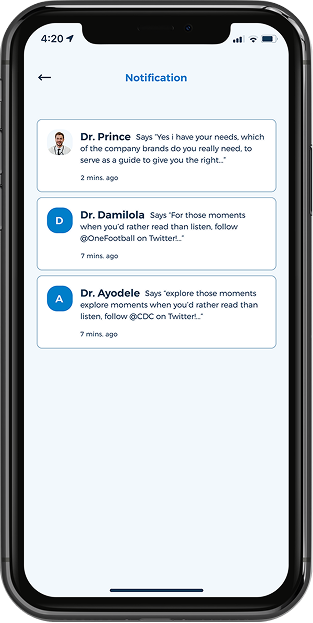 4:20
Notification
Dr. Prince Says "Yes i have your needs, which
of the company brands do you really need, to
serve as a guide to give you the right..."
2 mins. ago
D
Dr. Damilola Says "For those moments
when you'd rather read than listen, follow
@OneFootball on Twitter!..."
7 mins. ago
A
Dr. Ayodele Says "explore those moments
explore moments when you'd rather read than
listen, follow @CDC on Twitter!..."
7 mins. ago